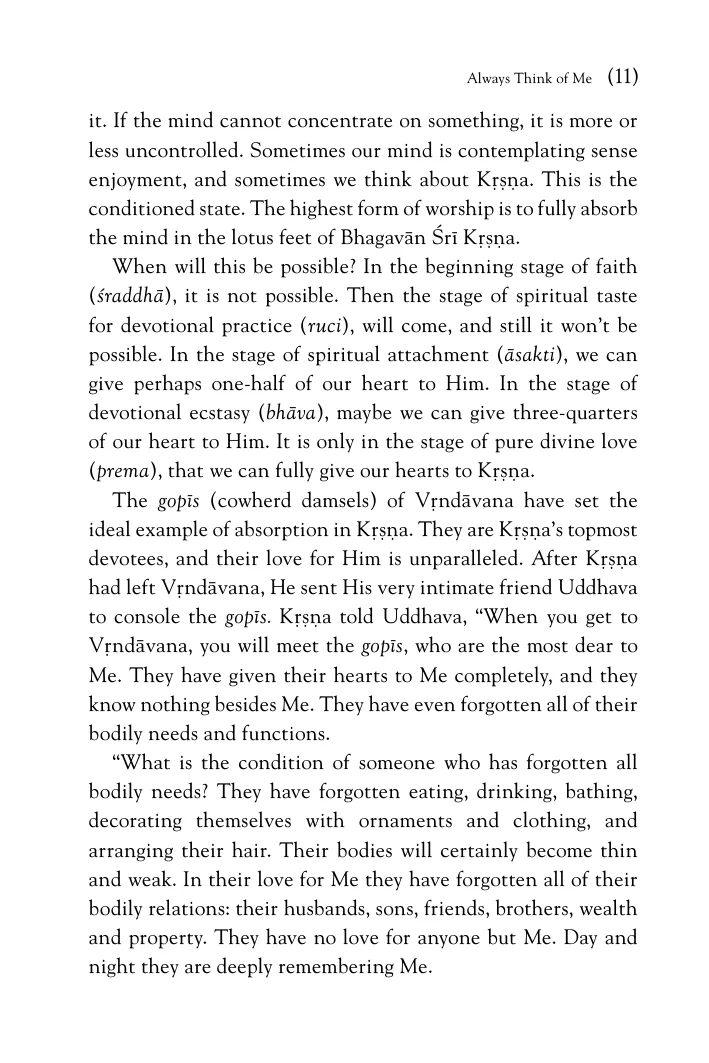 Always Think of Me (11)
it. If the mind cannot concentrate on something, it is more or
less uncontrolled. Sometimes our mind is contemplating sense
enjoyment, and sometimes we think about Kṛṣṇa. This is the
conditioned state. The highest form of worship is to fully absorb
the mind in the lotus feet of Bhagavān Śrī Kṛṣṇa.
When will this be possible? In the beginning stage of faith
(śraddhā), it is not possible. Then the stage of spiritual taste
for devotional practice (ruci), will come, and still it won’t be
possible. In the stage of spiritual attachment (āsakti), we can
give perhaps one-half of our heart to Him. In the stage of
devotional ecstasy (bhāva), maybe we can give three-quarters
of our heart to Him. It is only in the stage of pure divine love
(prema), that we can fully give our hearts to Kṛṣṇa.
The gopīs (cowherd damsels) of Vṛndāvana have set the
ideal example of absorption in Kṛṣṇa. They are Kṛṣṇa’s topmost
devotees, and their love for Him is unparalleled. After Kṛṣṇa
had left Vṛndāvana, He sent His very intimate friend Uddhava
to console the gopīs. Kṛṣṇa told Uddhava, “When you get to
Vṛndāvana, you will meet the gopīs, who are the most dear to
Me. They have given their hearts to Me completely, and they
know nothing besides Me. They have even forgotten all of their
bodily needs and functions.
“What is the condition of someone who has forgotten all
bodily needs? They have forgotten eating, drinking, bathing,
decorating themselves with ornaments and clothing, and
arranging their hair. Their bodies will certainly become thin
and weak. In their love for Me they have forgotten all of their
bodily relations: their husbands, sons, friends, brothers, wealth
and property. They have no love for anyone but Me. Day and
night they are deeply remembering Me.